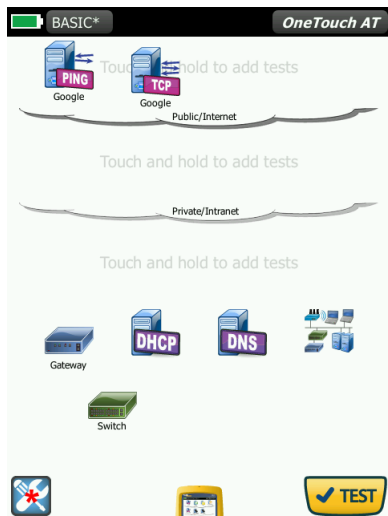 BASIC*
OneTouch AT
Touch and hold to add tests
PING
TCP
Google
Google
Public/Internet
Touch and hold to add tests
Private/Intranet
Touch and hold to add tests
DHCP
DNS
Gateway
Switch
TEST